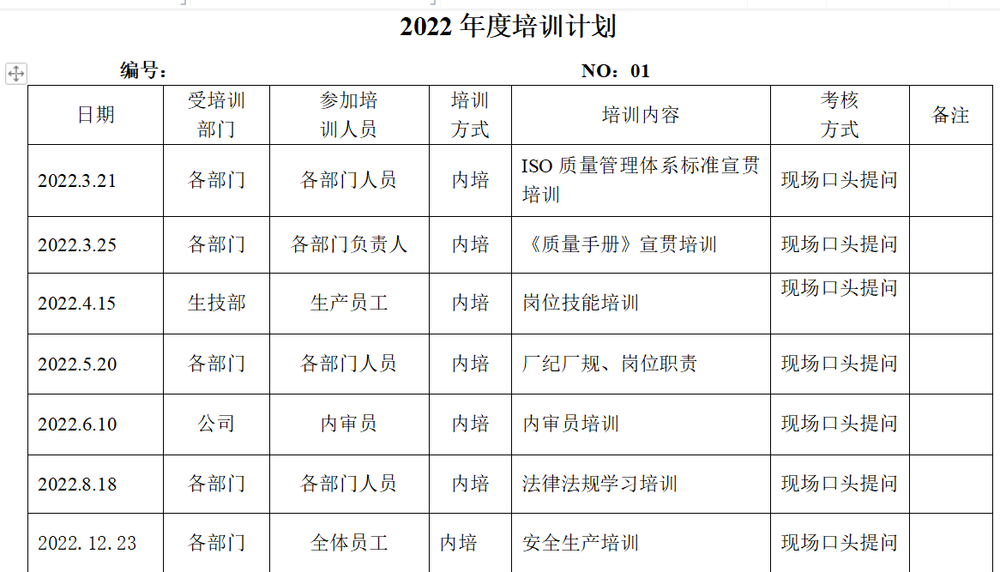 2022 年度培训计划
编号： NO：01
日期 受培训部门 参加培训人员 培训方式 培训内容 考核方式 备注
2022.3.21 各部门 各部门人员 内培 ISO 质量管理体系标准宣贯培训 现场口头提问
2022.3.25 各部门 各部门负责人 内培 《质量手册》宣贯培训 现场口头提问
2022.4.15 生技部 生产员工 内培 岗位技能培训 现场口头提问
2022.5.20 各部门 各部门人员 内培 厂纪厂规、岗位职责 现场口头提问
2022.6.10 公司 内审员 内培 内审员培训 现场口头提问
2022.8.18 各部门 各部门人员 内培 法律法规学习培训 现场口头提问
2022.12.23 各部门 全体员工 内培 安全生产培训 现场口头提问